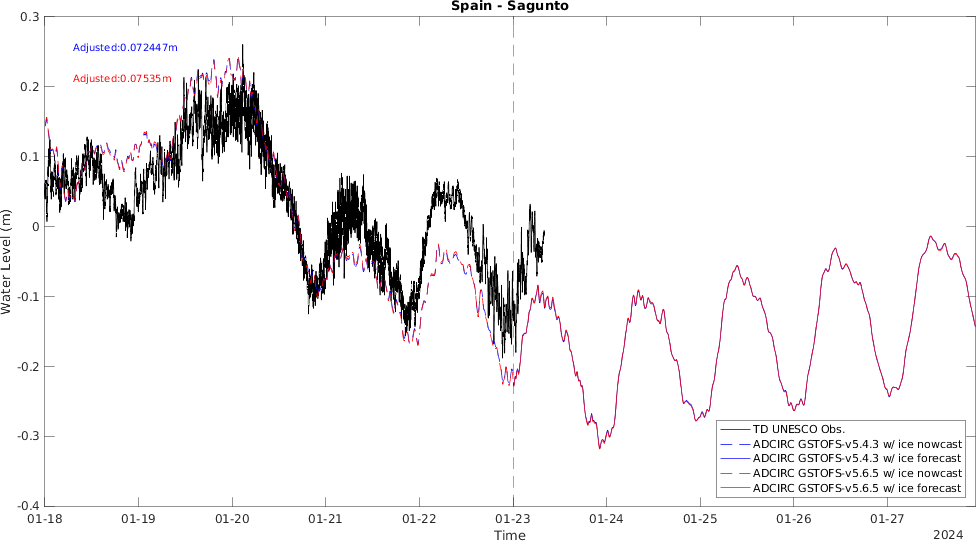 Spain - Sagunto
Adjusted:0.072447m
Adjusted:0.07535m
Water Level (m)
0.3
0.2
0.1
0
-0.1
-0.2
-0.3
-0.4
TD UNESCO Obs.
ADCIRC GSTOFS-v5.4.3 w/ ice nowcast
ADCIRC GSTOFS-v5.4.3 w/ ice forecast
ADCIRC GSTOFS-v5.6.5 w/ ice nowcast
ADCIRC GSTOFS-v5.6.5 w/ ice forecast
01-18 01-19 01-20 01-21 01-22 01-23 01-24 01-25 01-26 01-27
Time
2024